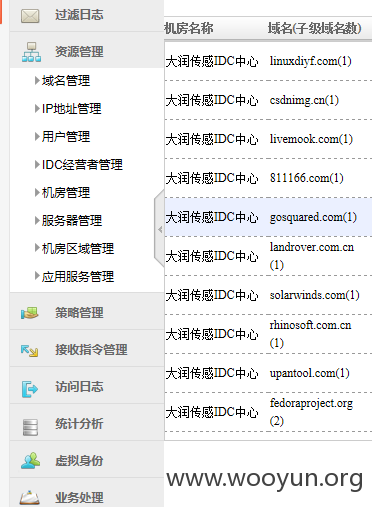 过滤日志
资源管理
域名管理
IP地址管理
用户管理
IDC经营者管理
机房管理
服务器管理
机房区域管理
应用服务管理
策略管理
接收指令管理
访问日志
统计分析
虚拟身份
业务处理
机房名称 域名(子级域名数)
大润传感IDC中心 linuxdiyf.com(1)
大润传感IDC中心 csdnimg.cn(1)
大润传感IDC中心 livemook.com(1)
大润传感IDC中心 811166.com(1)
大润传感IDC中心 gosquared.com(1)
大润传感IDC中心 landrover.com.cn
(1)
大润传感IDC中心 solarwinds.com(1)
大润传感IDC中心 rhinosoft.com.cn
(1)
大润传感IDC中心 upantool.com(1)
大润传感IDC中心 fedoraproject.org
(2)
www.wooyun.org